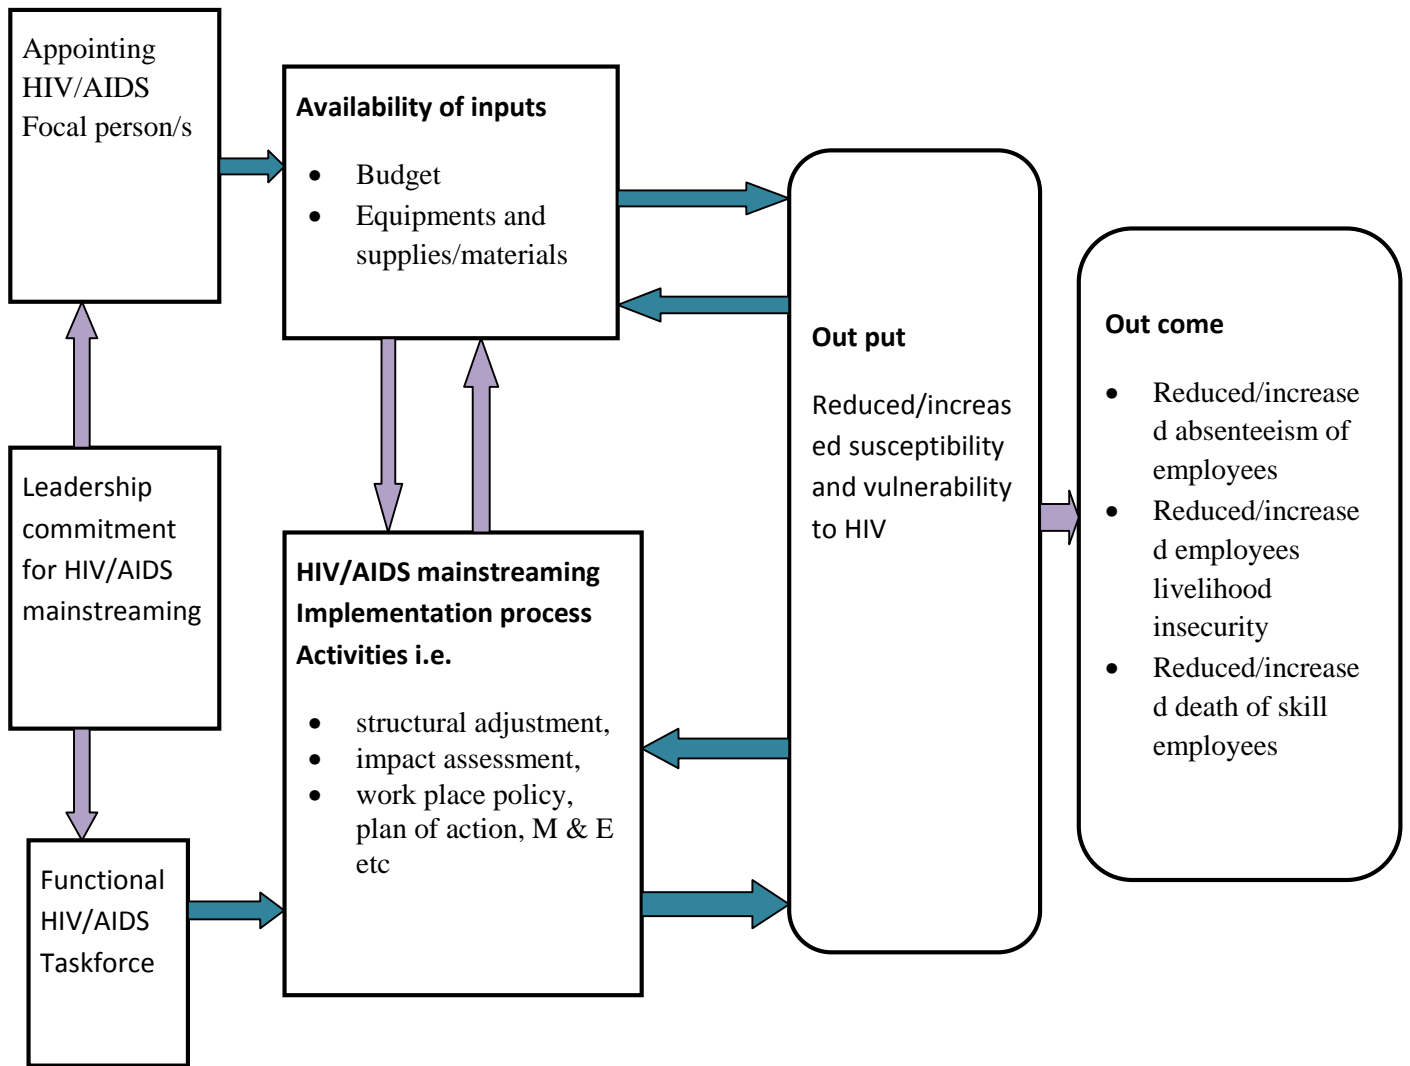 Appointing
HIV/AIDS
Focal person/s
Availability of inputs
• Budget
• Equipments and
supplies/materials
Leadership
commitment
for HIV/AIDS
mainstreaming
HIV/AIDS mainstreaming
Implementation process
Activities i.e.
• structural adjustment,
• impact assessment,
• work place policy,
plan of action, M & E
etc
Functional
HIV/AIDS
Taskforce
Out put
Reduced/increas
ed susceptibility
and vulnerability
to HIV
Out come
• Reduced/increase
d absenteeism of
employees
• Reduced/increase
d employees
livelihood
insecurity
• Reduced/increase
d death of skill
employees